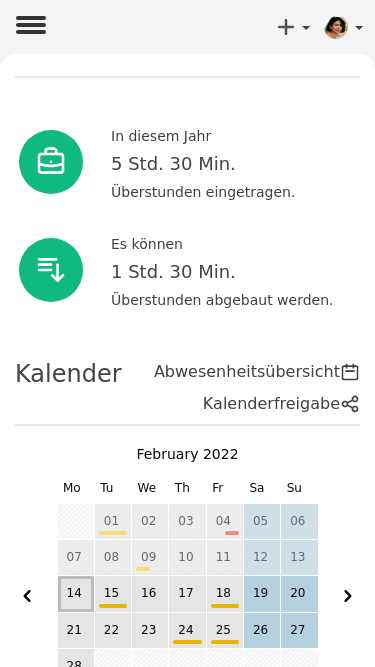 In diesem Jahr
5 Std. 30 Min.
Überstunden eingetragen.
Es können
1 Std. 30 Min.
Überstunden abgebaut werden.
Kalender
Abwesenheitsübersicht
Kalenderfreigabe
February 2022
Mo Tu We Th Fr Sa Su
01 02 03 04 05 06
07 08 09 10 11 12 13
14 15 16 17 18 19 20
21 22 23 24 25 26 27
28